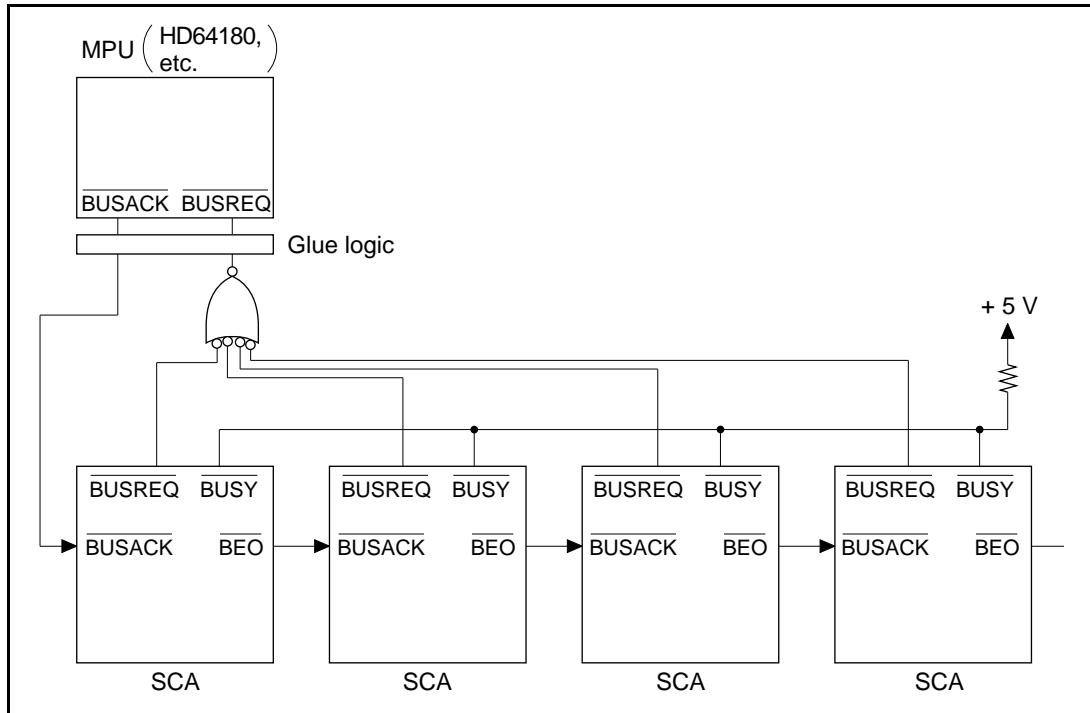 MPU (HD64180, etc.)
BUSACK BUSREQ
Glue logic
+ 5 V
BUSREQ BUSY BUSREQ BUSY BUSREQ BUSY BUSREQ BUSY
BUSACK BEO BUSACK BEO BUSACK BEO BUSACK BEO
SCA SCA SCA SCA